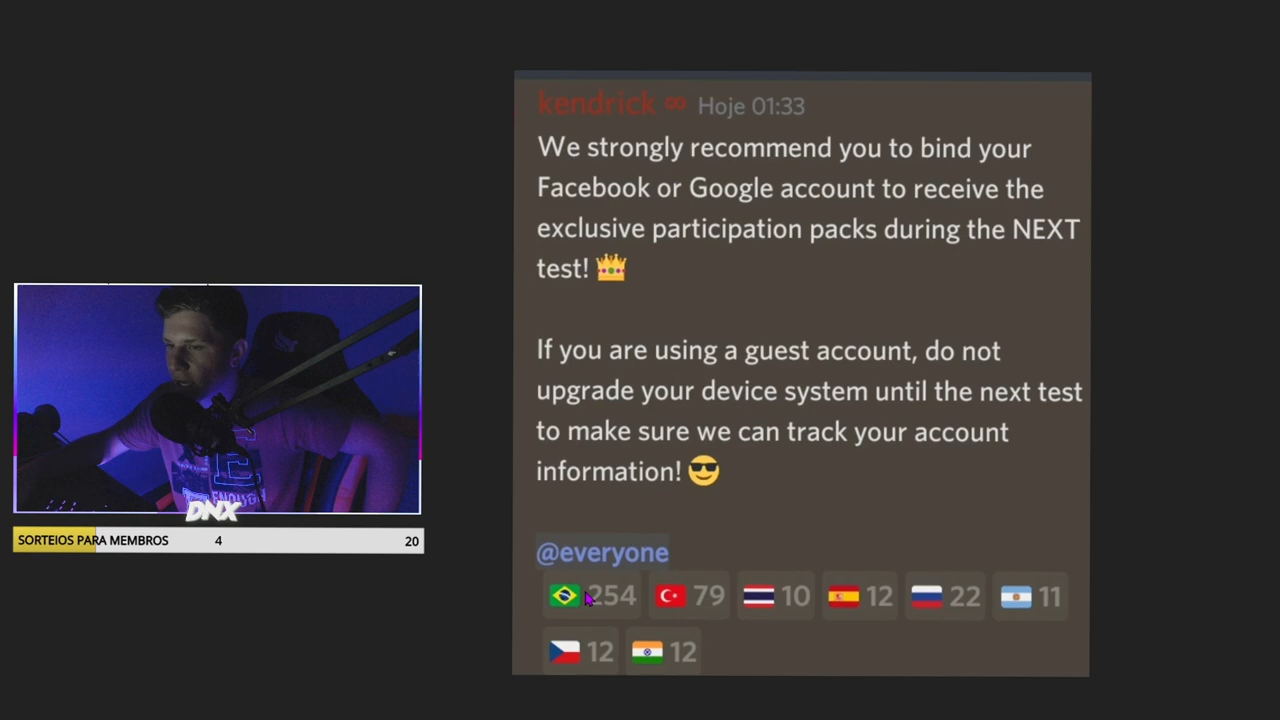 kendrick ∞ Hoje 01:33
We strongly recommend you to bind your
Facebook or Google account to receive the
exclusive participation packs during the NEXT
test! 👑
If you are using a guest account, do not
upgrade your device system until the next test
to make sure we can track your account
information! 😎
@everyone
254 79 10 12 22 11
12 12
DNX
SORTEIOS PARA MEMBROS 4 20